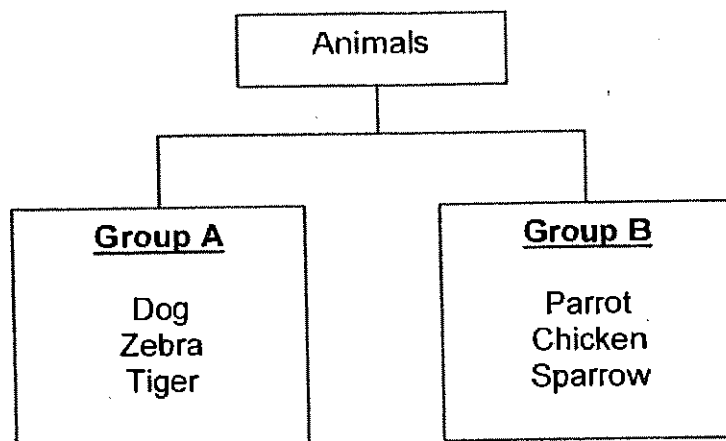 Animals
Group A
Dog
Zebra
Tiger
Group B
Parrot
Chicken
Sparrow